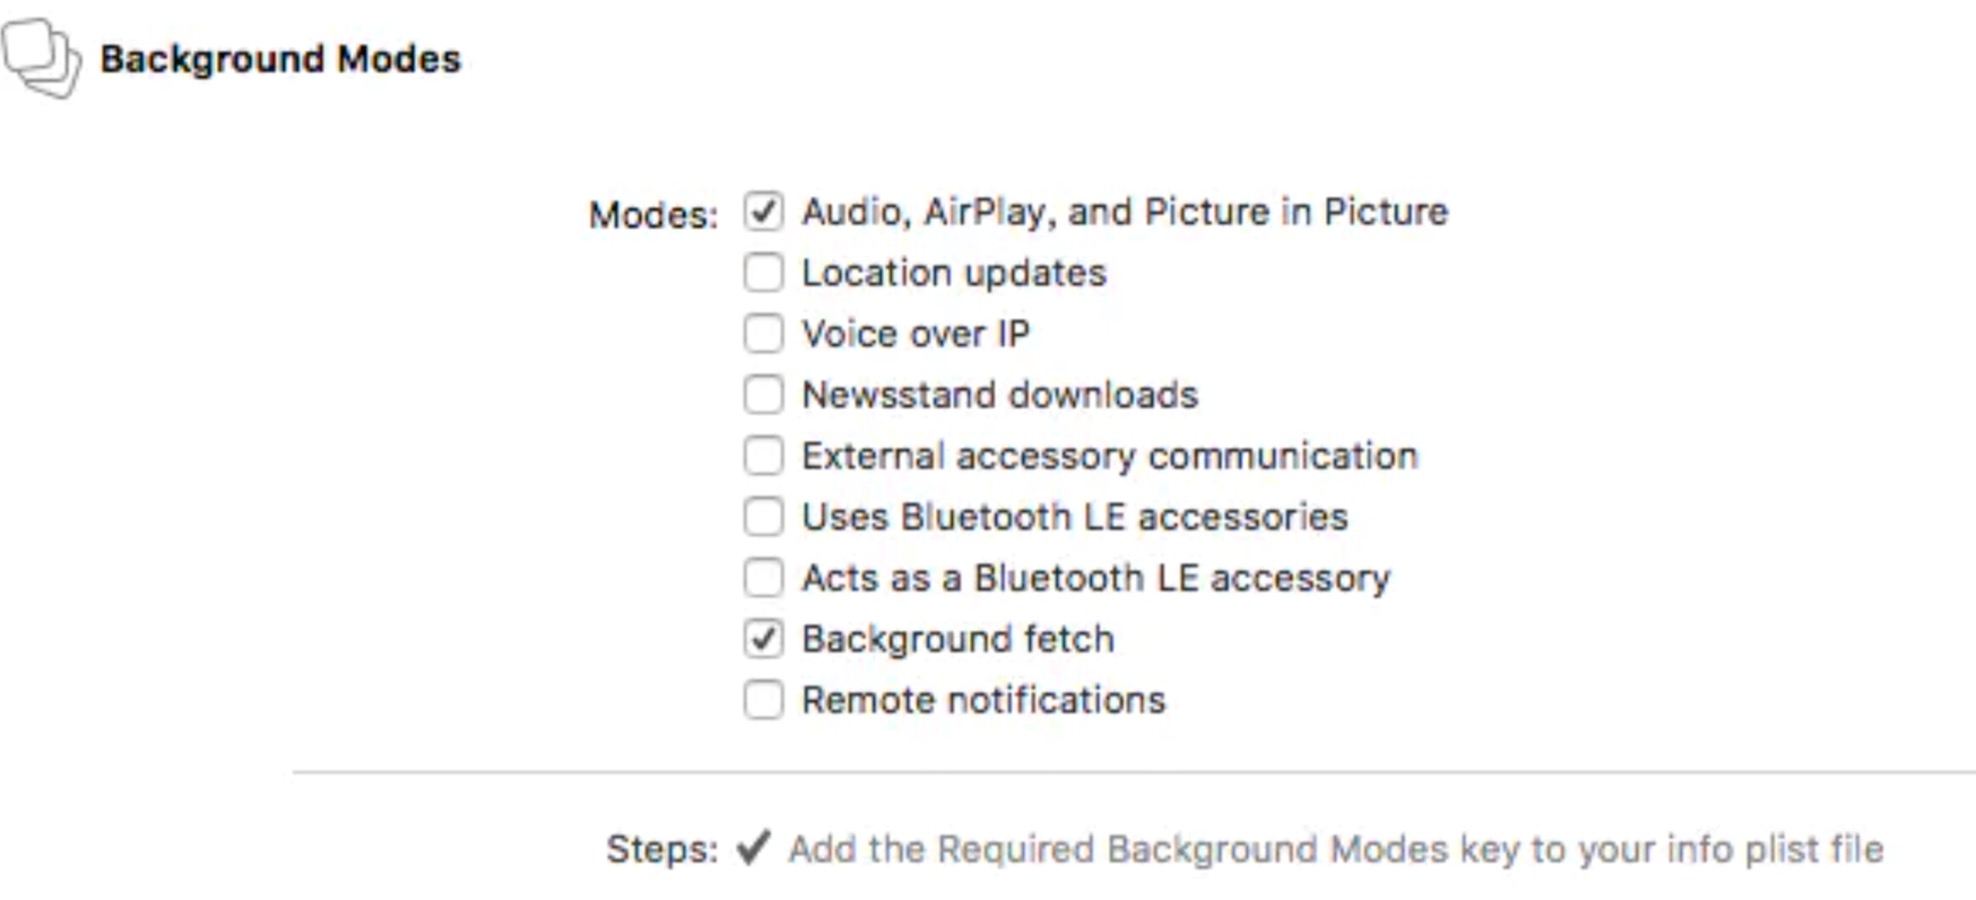 Background Modes
Modes: Audio, AirPlay, and Picture in Picture
Location updates
Voice over IP
Newsstand downloads
External accessory communication
Uses Bluetooth LE accessories
Acts as a Bluetooth LE accessory
Background fetch
Remote notifications
Steps: Add the Required Background Modes key to your info plist file